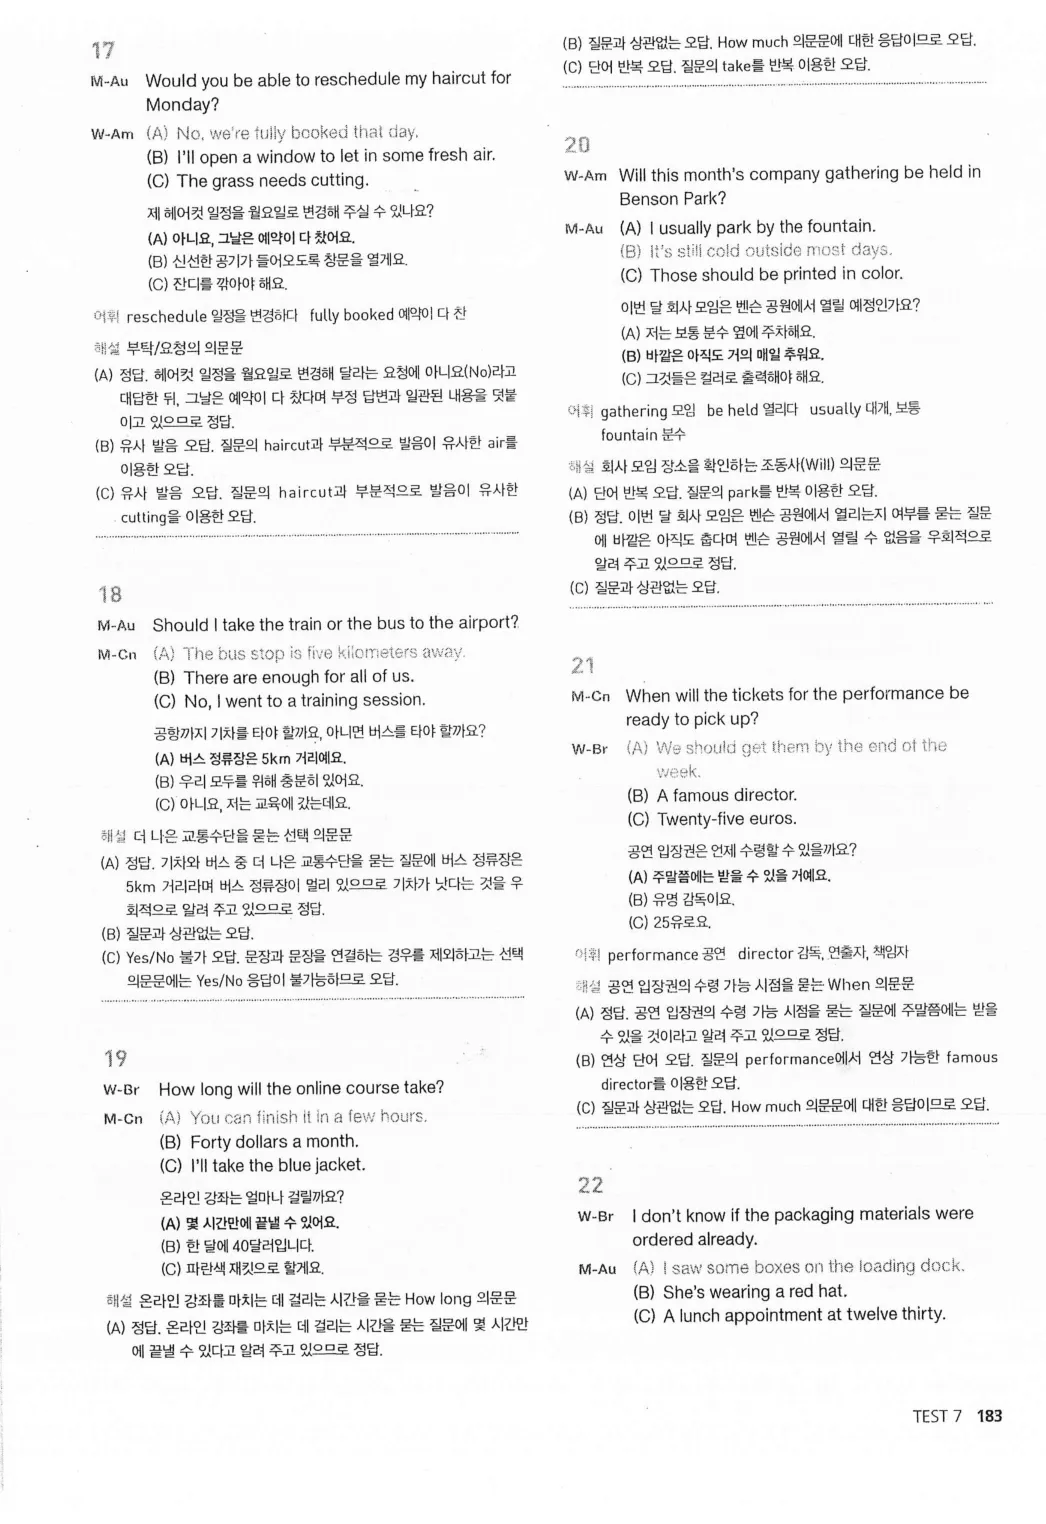 17
M-Au Would you be able to reschedule my haircut for
Monday?
W-Am (A) No, we're fully booked that day.
(B) I'll open a window to let in some fresh air.
(C) The grass needs cutting.
제 헤어컷 일정을 월요일로 변경해 주실 수 있나요?
(A) 아니요, 그날은 예약이 다 찼어요.
(B) 신선한 공기가 들어오도록 창문을 열게요.
(C) 잔디를 깎아야 해요.
어휘 reschedule 일정을 변경하다 fully booked 예약이 다 찬
해설 부탁/요청의 의문문
(A) 정답. 헤어컷 일정을 월요일로 변경해 달라는 요청에 아니요(No)라고
대답한 뒤, 그날은 예약이 다 찼다며 부정 답변과 일관된 내용을 덧붙
이고 있으므로 정답.
(B) 유사 발음 오답. 질문의 haircut과 부분적으로 발음이 유사한 air를
이용한 오답.
(C) 유사 발음 오답. 질문의 haircut과 부분적으로 발음이 유사한
cutting을 이용한 오답.
18
M-Au Should I take the train or the bus to the airport?
M-Cn (A) The bus stop is five kilometers away.
(B) There are enough for all of us.
(C) No, I went to a training session.
공항까지 기차를 타야 할까요, 아니면 버스를 타야 할까요?
(A) 버스 정류장은 5km 거리예요.
(B) 우리 모두를 위해 충분히 있어요.
(C) 아니요, 저는 교육에 갔는데요.
해설 더 나은 교통수단을 묻는 선택 의문문
(A) 정답. 기차와 버스 중 더 나은 교통수단을 묻는 질문에 버스 정류장은
5km 거리라며 버스 정류장이 멀리 있으므로 기차가 낫다는 것을 우
회적으로 알려 주고 있으므로 정답.
(B) 질문과 상관없는 오답.
(C) Yes/No 불가 오답. 문장과 문장을 연결하는 경우를 제외하고는 선택
의문문에는 Yes/No 응답이 불가능하므로 오답.
19
W-Br How long will the online course take?
M-Cn (A) You can finish it in a few hours.
(B) Forty dollars a month.
(C) I'll take the blue jacket.
온라인 강좌는 얼마나 걸릴까요?
(A) 몇 시간만에 끝낼 수 있어요.
(B) 한 달에 40달러입니다.
(C) 파란색 재킷으로 할게요.
해설 온라인 강좌를 마치는 데 걸리는 시간을 묻는 How long 의문문
(A) 정답. 온라인 강좌를 마치는 데 걸리는 시간을 묻는 질문에 몇 시간만
에 끝낼 수 있다고 알려 주고 있으므로 정답.
(B) 질문과 상관없는 오답. How much 의문문에 대한 응답이므로 오답.
(C) 단어 반복 오답. 질문의 take를 반복 이용한 오답.
20
W-Am Will this month's company gathering be held in
Benson Park?
M-Au (A) I usually park by the fountain.
(B) It's still cold outside most days.
(C) Those should be printed in color.
이번 달 회사 모임은 벤슨 공원에서 열릴 예정인가요?
(A) 저는 보통 분수 옆에 주차해요.
(B) 바깥은 아직도 거의 매일 추워요.
(C) 그것들은 컬러로 출력해야 해요.
어휘 gathering 모임 be held 열리다 usually 대개, 보통
fountain 분수
해설 회사 모임 장소를 확인하는 조동사(Will) 의문문
(A) 단어 반복 오답. 질문의 park를 반복 이용한 오답.
(B) 정답. 이번 달 회사 모임은 벤슨 공원에서 열리는지 여부를 묻는 질문
에 바깥은 아직도 춥다며 벤슨 공원에서 열릴 수 없음을 우회적으로
알려 주고 있으므로 정답.
(C) 질문과 상관없는 오답.
21
M-Cn When will the tickets for the performance be
ready to pick up?
W-Br (A) We should get them by the end of the
week.
(B) A famous director.
(C) Twenty-five euros.
공연 입장권은 언제 수령할 수 있을까요?
(A) 주말쯤에는 받을 수 있을 거예요.
(B) 유명 감독이요.
(C) 25유로요.
어휘 performance 공연 director 감독, 연출자, 책임자
해설 공연 입장권의 수령 가능 시점을 묻는 When 의문문
(A) 정답. 공연 입장권의 수령 가능 시점을 묻는 질문에 주말쯤에는 받을
수 있을 것이라고 알려 주고 있으므로 정답.
(B) 연상 단어 오답. 질문의 performance에서 연상 가능한 famous
director를 이용한 오답.
(C) 질문과 상관없는 오답. How much 의문문에 대한 응답이므로 오답.
22
W-Br I don't know if the packaging materials were
ordered already.
M-Au (A) I saw some boxes on the loading dock.
(B) She's wearing a red hat.
(C) A lunch appointment at twelve thirty.
TEST 7 183